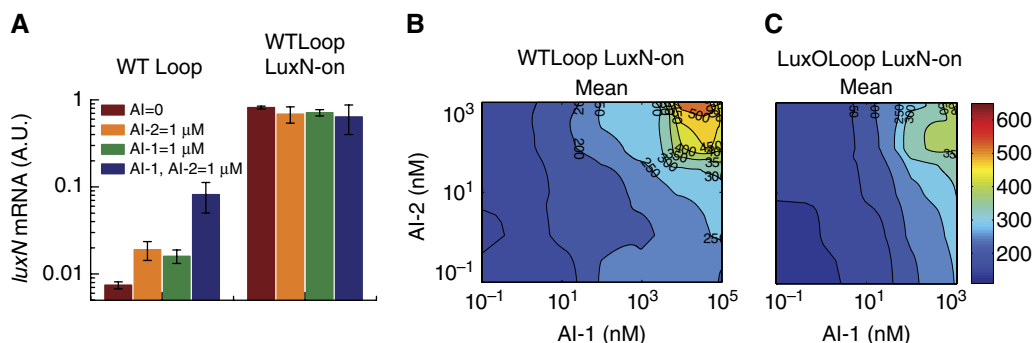 A
WT Loop
WTLoop
LuxN-on
luxN mRNA (A.U.)
1
0.1
0.01
AI=0
AI-2=1 µM
AI-1=1 µM
AI-1, AI-2=1 µM
B
WTLoop LuxN-on
Mean
AI-2 (nM)
10³
10¹
10⁻¹
200
250
250
300
350
400
450
500
10⁻¹ 10¹ 10³ 10⁵
AI-1 (nM)
C
LuxOLoop LuxN-on
Mean
300
10⁻¹ 10¹ 10³
AI-1 (nM)
600
500
400
300
200